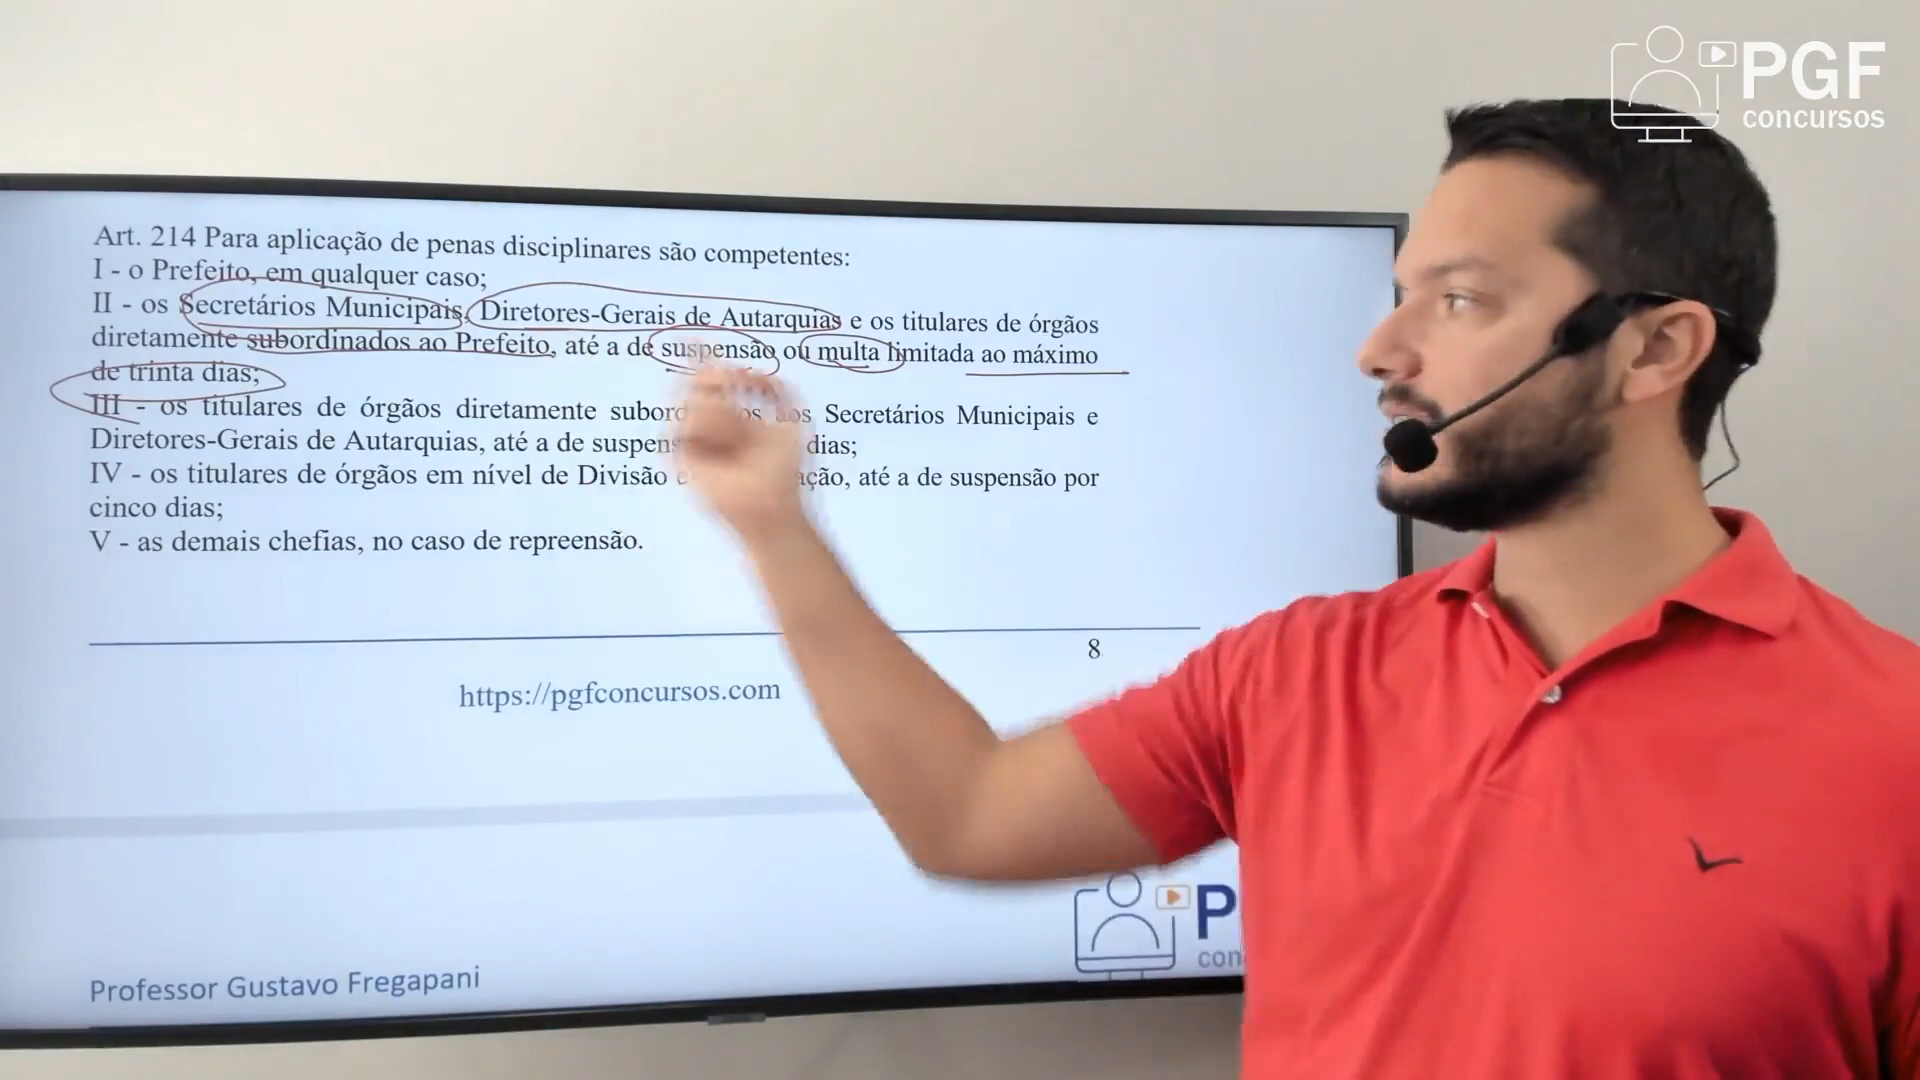 PGF
concursos
Art. 214 Para aplicação de penas disciplinares são competentes:
I - o Prefeito, em qualquer caso;
II - os Secretários Municipais, Diretores-Gerais de Autarquias e os titulares de órgãos
diretamente subordinados ao Prefeito, até a de suspensão ou multa limitada ao máximo
de trinta dias;
III - os titulares de órgãos diretamente subord os aos Secretários Municipais e
Diretores-Gerais de Autarquias, até a de suspens dias;
IV - os titulares de órgãos em nível de Divisão e ação, até a de suspensão por
cinco dias;
V - as demais chefias, no caso de repreensão.
8
https://pgfconcursos.com
P
con
Professor Gustavo Fregapani